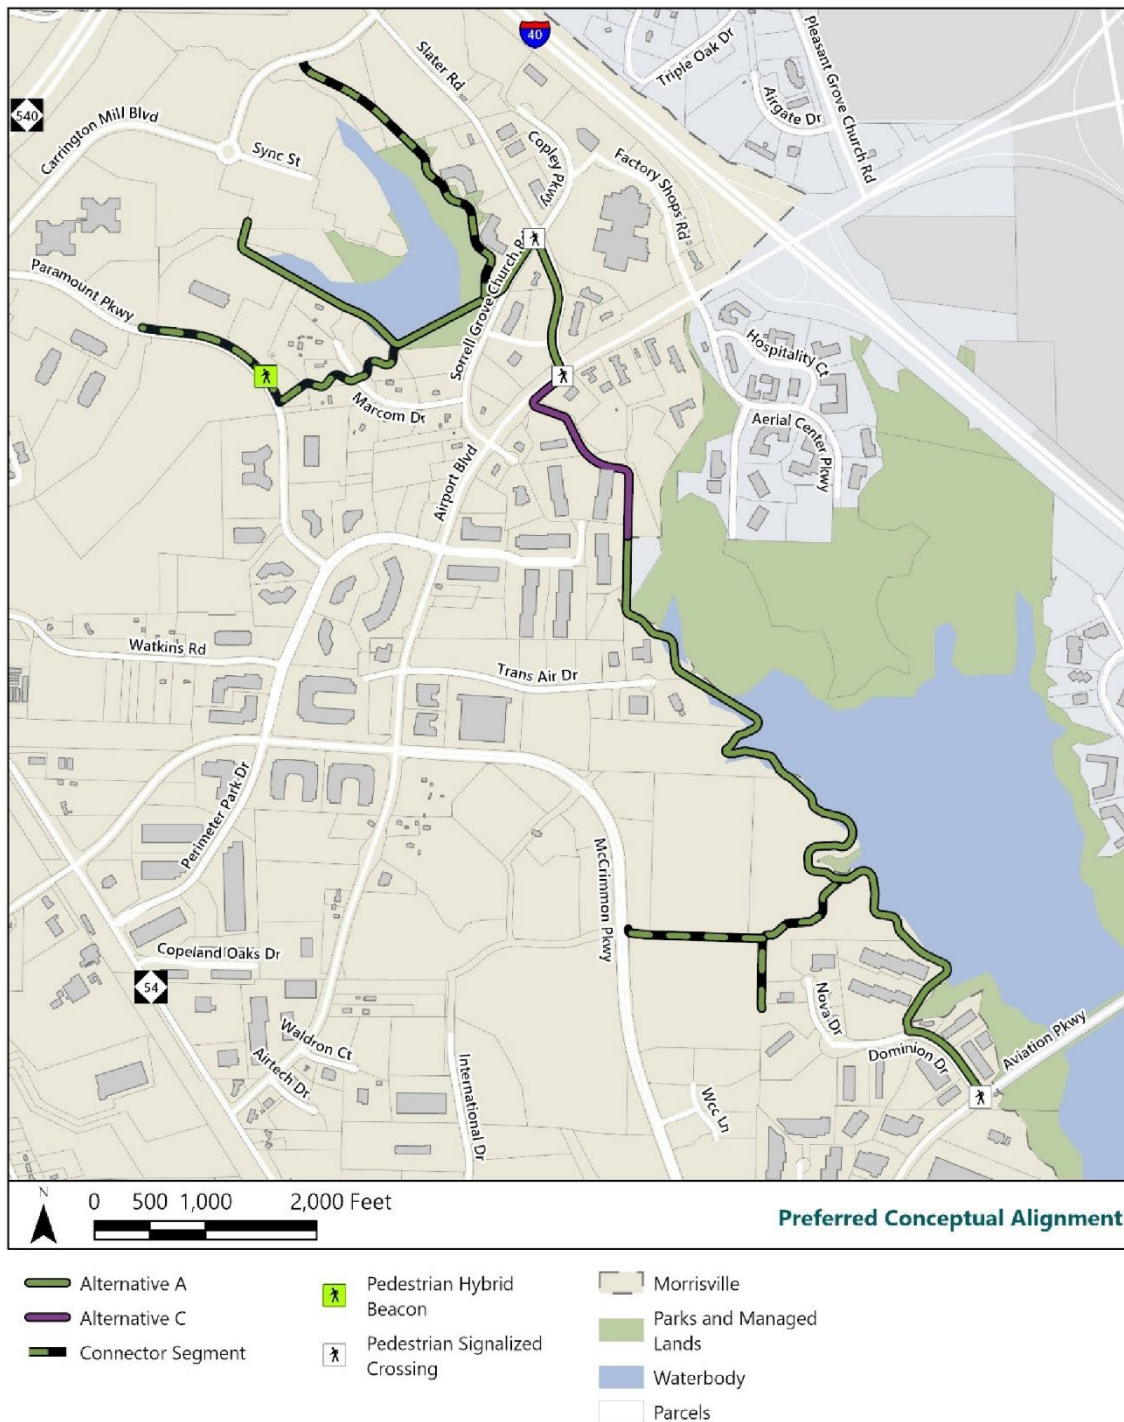 40
Pleasant Grove Church Rd
Triple Oak Dr
Airgate Dr
Slater Rd
540
Carrington Mill Blvd
Sync St
Copley Pkwy
Factory Shops Rd
Paramount Pkwy
Sorrell Grove Church R
Hospitality Ct
Marcom Dr
Aerial Center Pkwy
Airport Blvd
Watkins Rd
Trans Air Dr
Perimeter Park Dr
McCrimmon Pkwy
Copeland Oaks Dr
54
Nova Dr
Waldron Ct
Airtech Dr
International Dr
Dominion Dr
Aviation Pkwy
Wcc Ln
N
0 500 1,000 2,000 Feet
Preferred Conceptual Alignment
Alternative A
Alternative C
Connector Segment
Pedestrian Hybrid
Beacon
Pedestrian Signalized
Crossing
Morrisville
Parks and Managed
Lands
Waterbody
Parcels